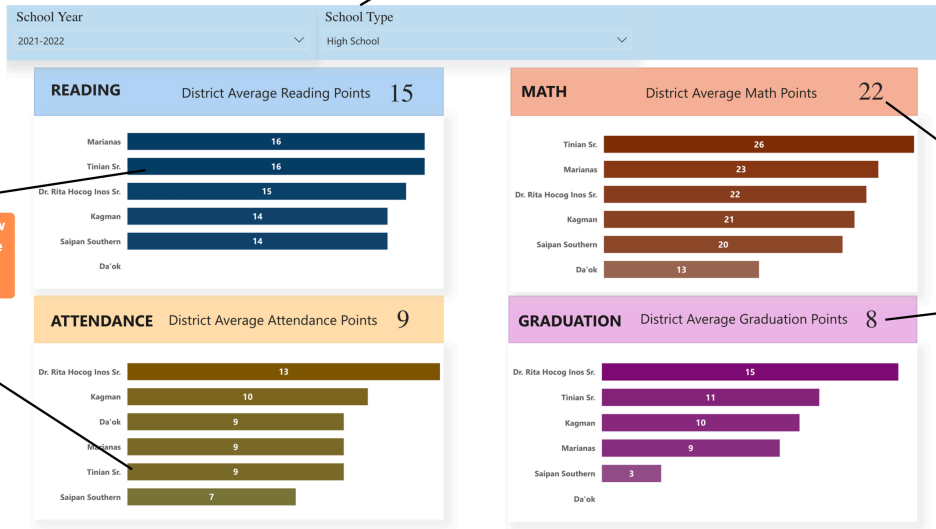 School Year
School Type
2021-2022
High School
READING District Average Reading Points 15
Marianas 16
Tinian Sr. 16
Dr. Rita Hocog Inos Sr. 15
Kagman 14
Saipan Southern 14
Da'ok
MATH District Average Math Points 22
Tinian Sr. 26
Marianas 23
Dr. Rita Hocog Inos Sr. 22
Kagman 21
Saipan Southern 20
Da'ok 13
ATTENDANCE District Average Attendance Points 9
Dr. Rita Hocog Inos Sr. 13
Kagman 10
Da'ok 9
Marianas 9
Tinian Sr. 9
Saipan Southern 7
GRADUATION District Average Graduation Points 8
Dr. Rita Hocog Inos Sr. 15
Tinian Sr. 11
Kagman 10
Marianas 9
Saipan Southern 3
Da'ok